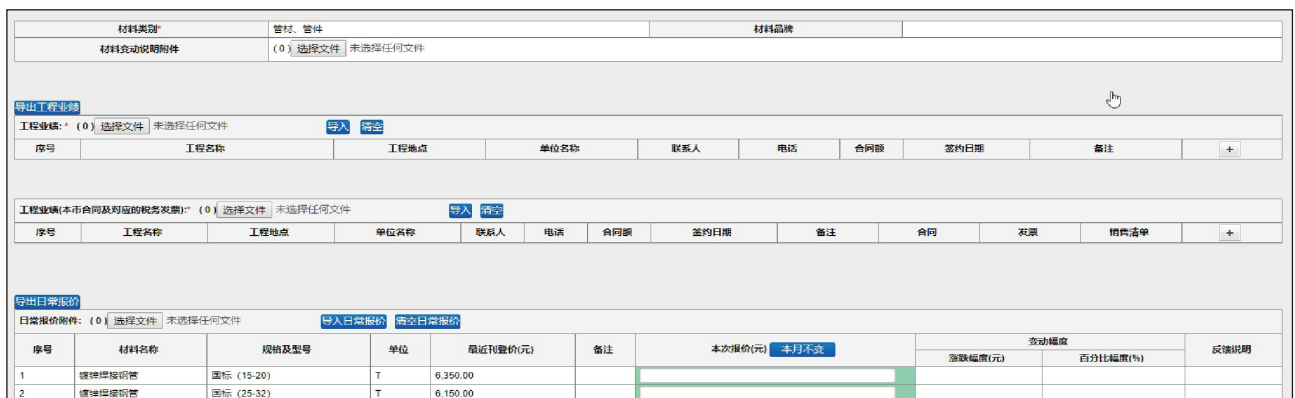 材料类别* 管材、管件 材料品牌
材料变动说明附件 (0) 选择文件 未选择任何文件
导出工程业绩
工程业绩:* (0) 选择文件 未选择任何文件 导入 清空
序号 工程名称 工程地点 单位名称 联系人 电话 合同额 签约日期 备注 +
工程业绩(本市合同及对应的税务发票):* (0) 选择文件 未选择任何文件 导入 清空
序号 工程名称 工程地点 单位名称 联系人 电话 合同额 签约日期 备注 合同 发票 销售清单 +
导出日常报价
日常报价附件: (0) 选择文件 未选择任何文件 导入日常报价 清空日常报价
序号 材料名称 规格及型号 单位 最近刊登价(元) 备注 本次报价(元) 本月不变 变动幅度 反馈说明
涨跌幅度(元) 百分比幅度(%)
1 镀锌焊接钢管 国标 (15-20) T 6,350.00
2 镀锌焊接钢管 国标 (25-32) T 6,150.00